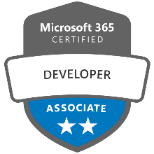 Microsoft 365
CERTIFIED
DEVELOPER
ASSOCIATE